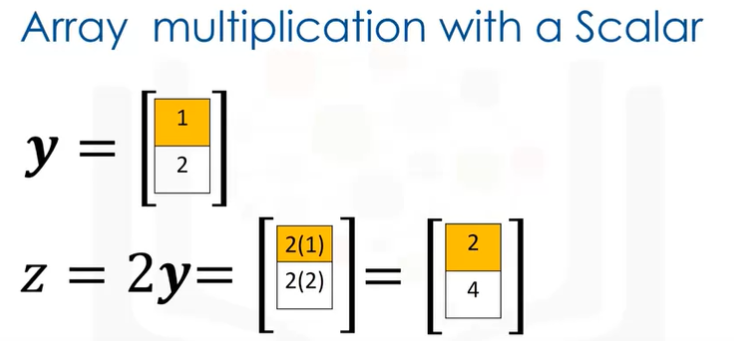 Array multiplication with a Scalar
y = [1
2]
z = 2y= [2(1)
2(2)] = [2
4]